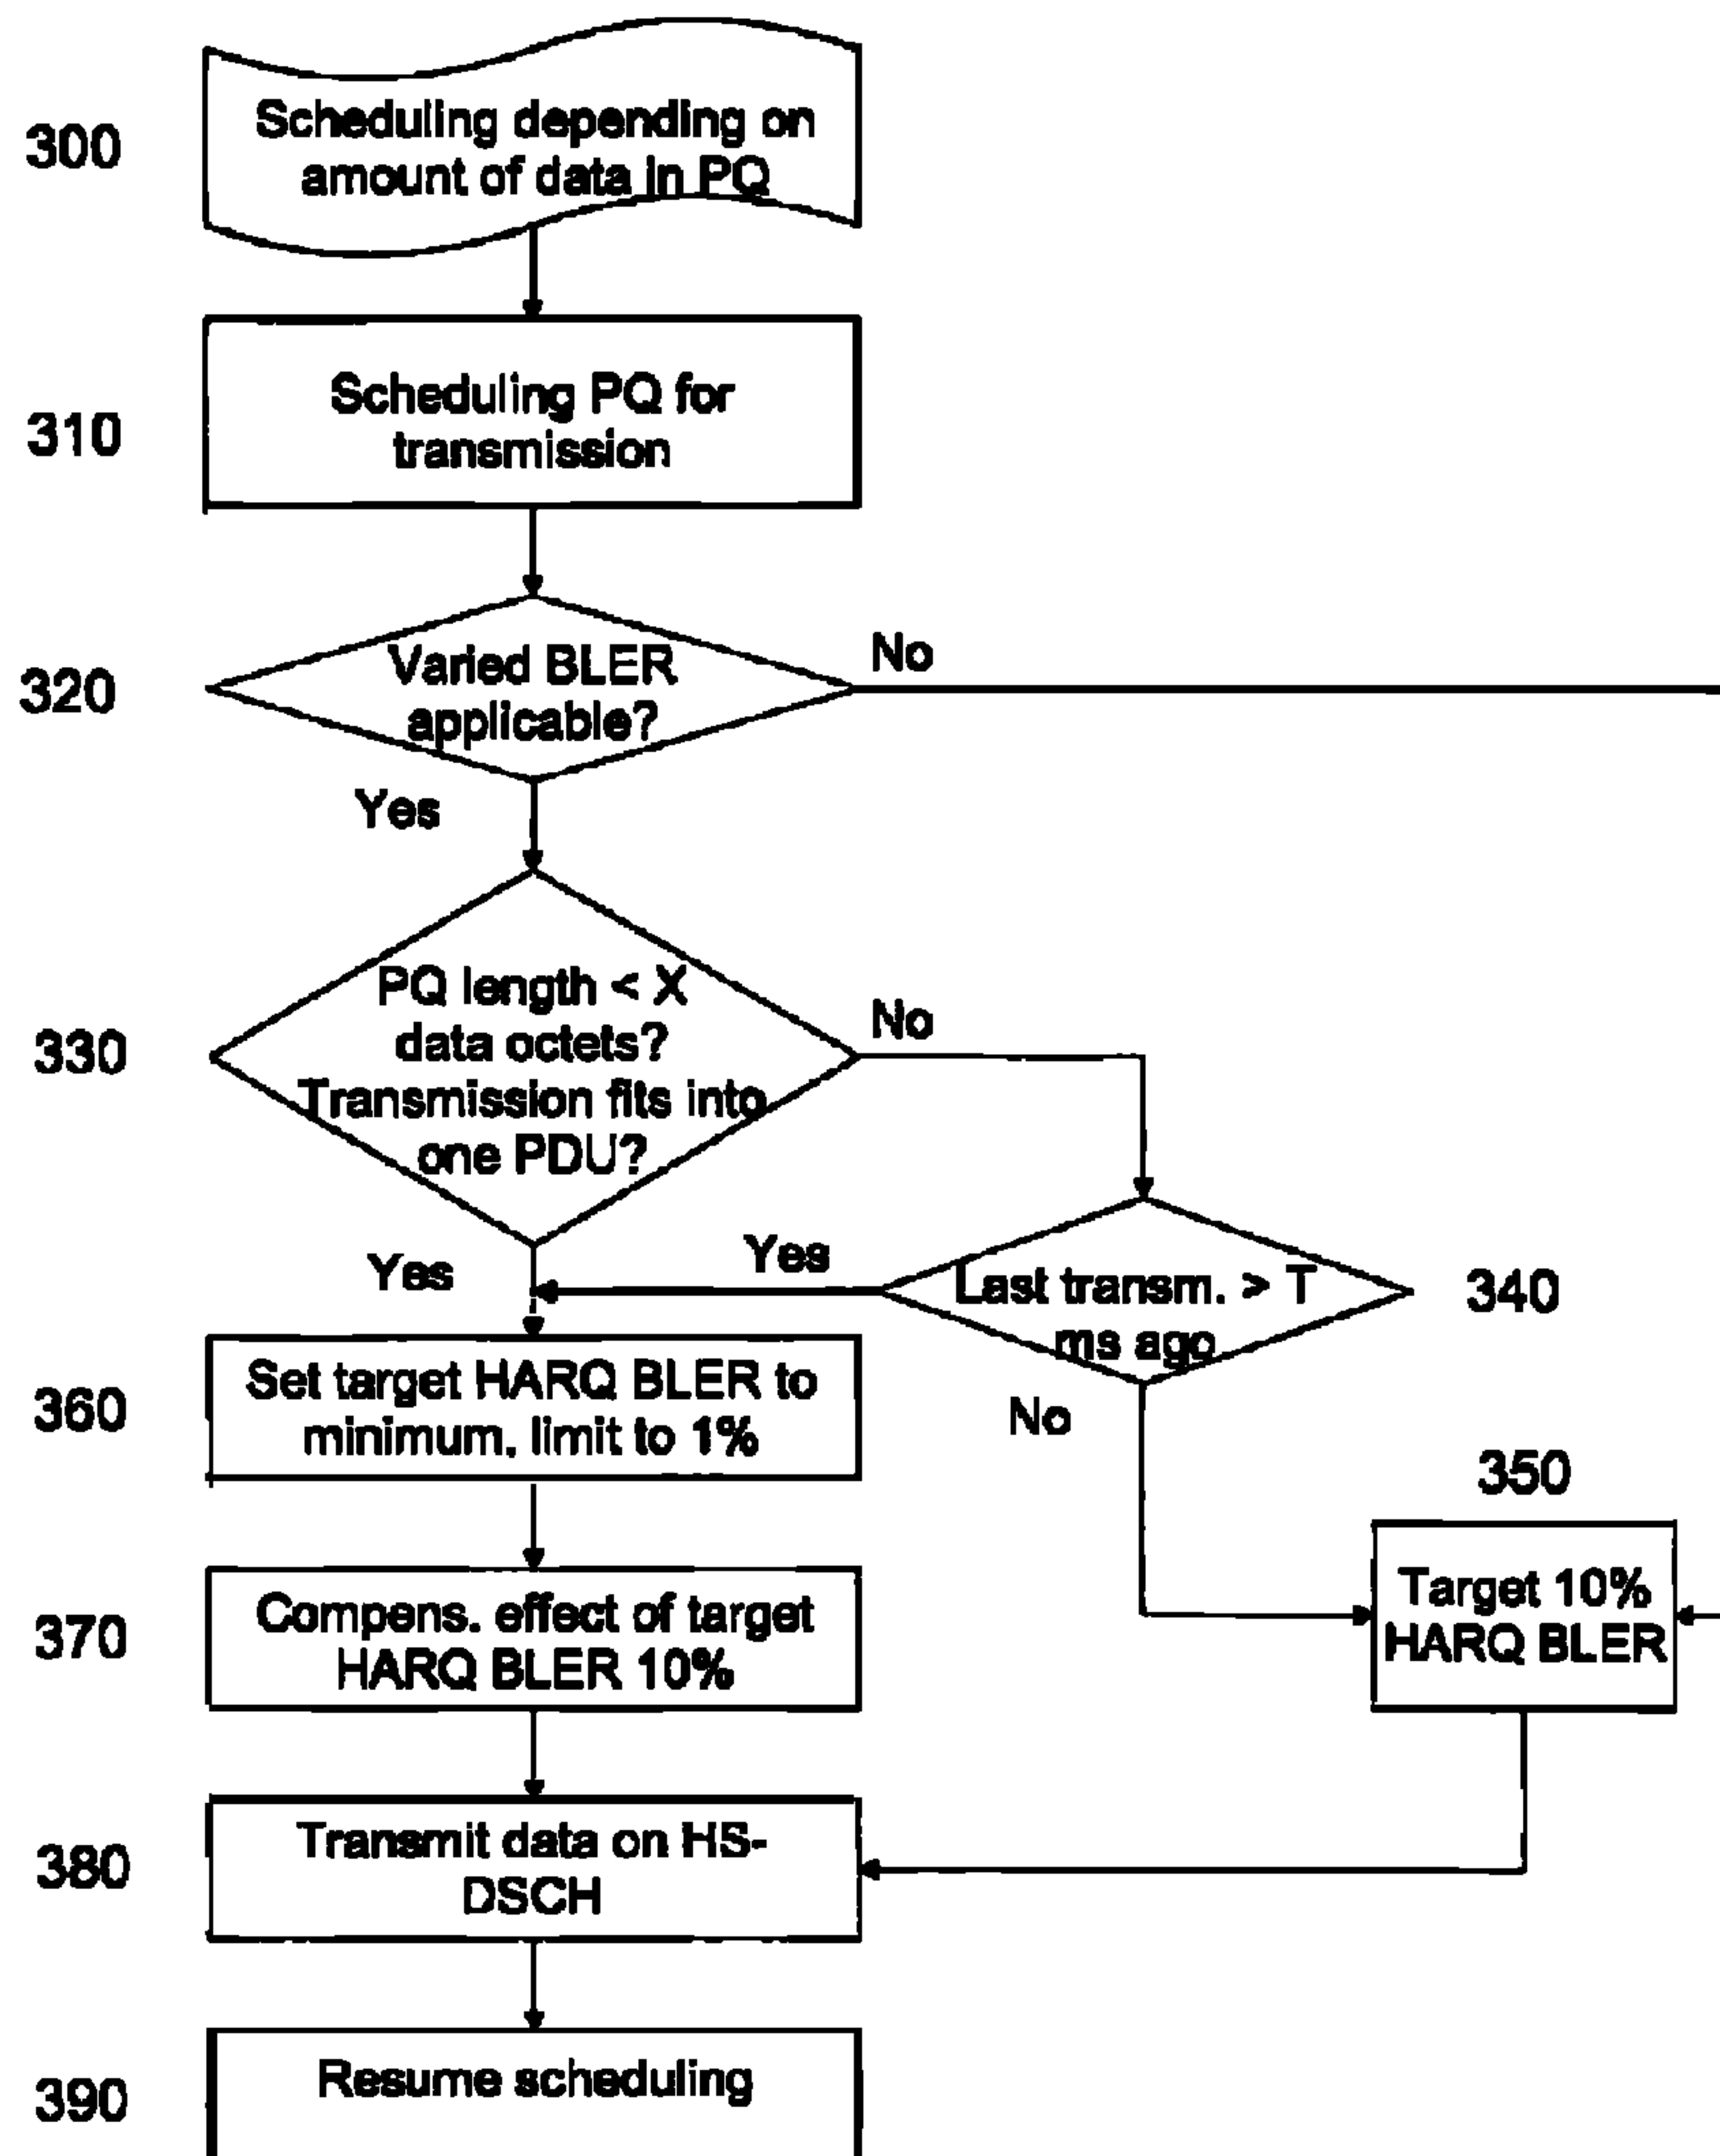 300
Scheduling depending on
amount of data in PQ
310
Scheduling PQ for
transmission
320
Varied BLER
applicable?
No
Yes
330
PQ length < X
data octets?
Transmission fits into
one PDU?
No
Yes
Yes
Last transm. > T
ms ago
340
No
360
Set target HARQ BLER to
minimum, limit to 1%
350
Target 10%
HARQ BLER
370
Compens. effect of target
HARQ BLER 10%
380
Transmit data on HS-
DSCH
390
Resume scheduling